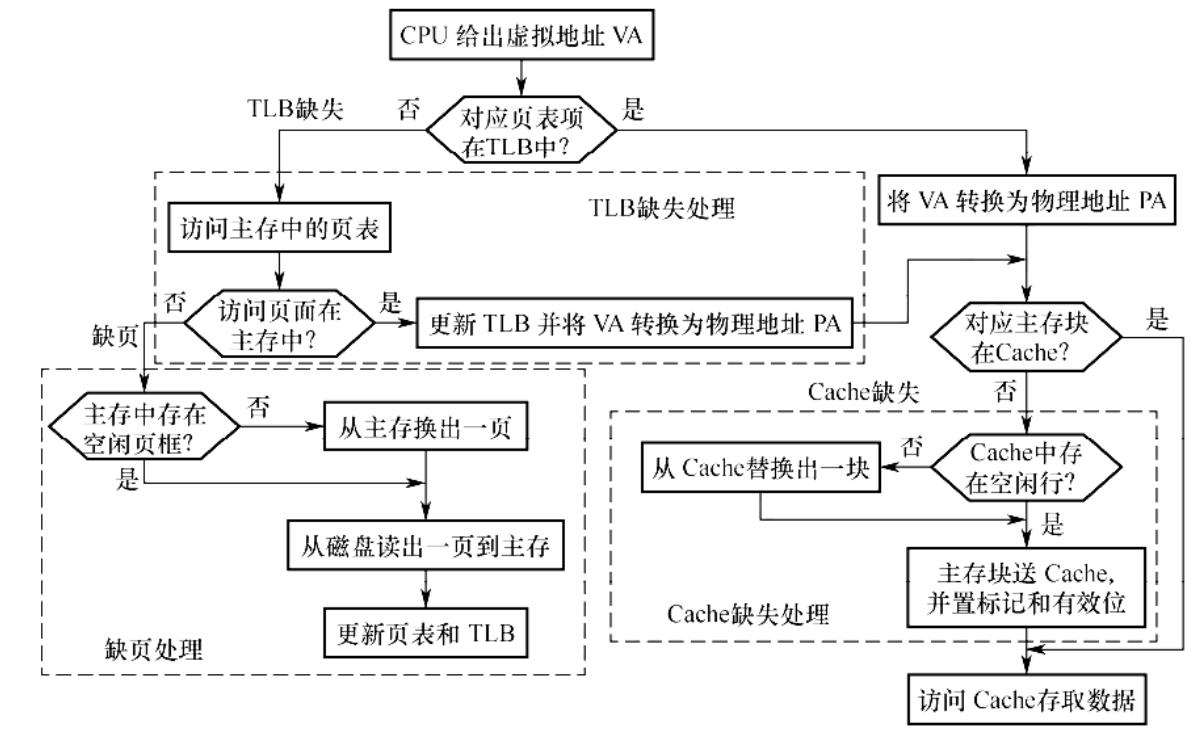 CPU 给出虚拟地址 VA
TLB缺失
否
对应页表项
在TLB中?
是
访问主存中的页表
TLB缺失处理
将 VA 转换为物理地址 PA
否
缺页
访问页面在
主存中?
是
更新 TLB 并将 VA 转换为物理地址 PA
对应主存块
在Cache?
是
主存中存在
空闲页框?
否
从主存换出一页
是
Cache缺失
否
从 Cache替换出一块
否
Cache中存
在空闲行?
是
从磁盘读出一页到主存
主存块送 Cache,
并置标记和有效位
更新页表和 TLB
缺页处理
Cache缺失处理
访问 Cache存取数据